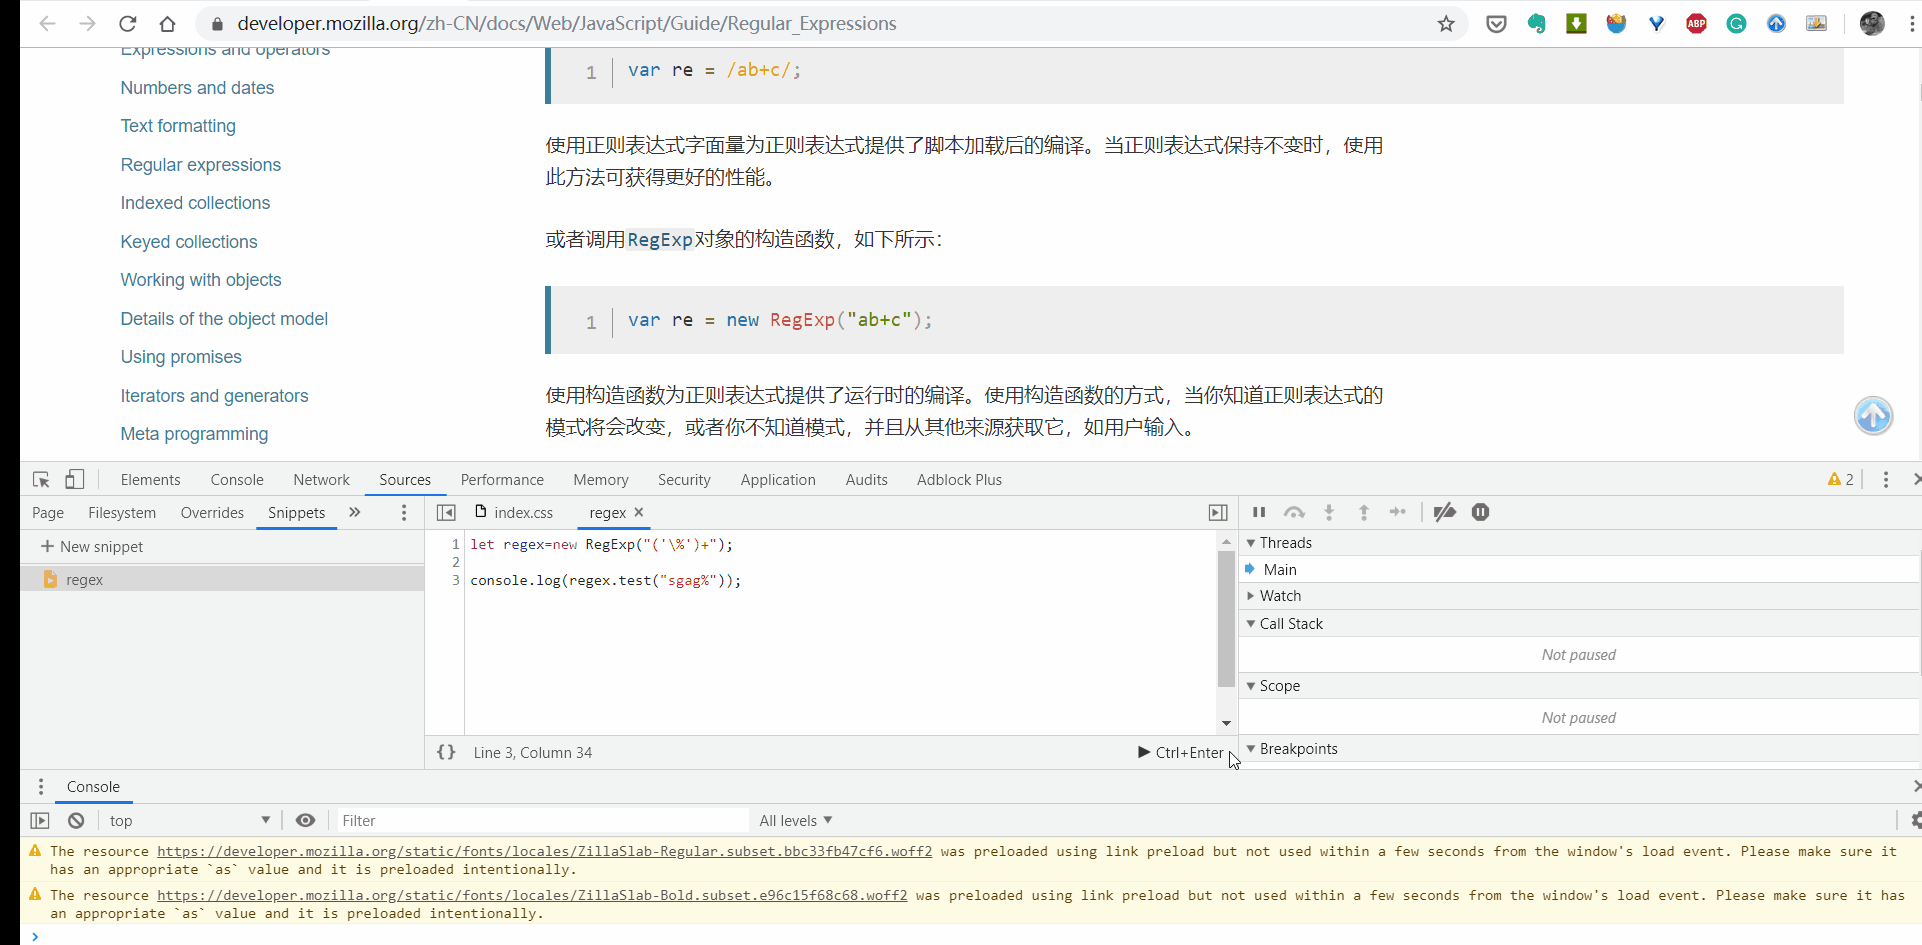 developer.mozilla.org/zh-CN/docs/Web/JavaScript/Guide/Regular_Expressions
ABP
Expressions and operators
Numbers and dates
Text formatting
Regular expressions
Indexed collections
Keyed collections
Working with objects
Details of the object model
Using promises
Iterators and generators
Meta programming
1 var re = /ab+c/;
使用正则表达式字面量为正则表达式提供了脚本加载后的编译。当正则表达式保持不变时，使用
此方法可获得更好的性能。
或者调用RegExp对象的构造函数，如下所示：
1 var re = new RegExp("ab+c");
使用构造函数为正则表达式提供了运行时的编译。使用构造函数的方式，当你知道正则表达式的
模式将会改变，或者你不知道模式，并且从其他来源获取它，如用户输入。
Elements Console Network Sources Performance Memory Security Application Audits Adblock Plus 2
Page Filesystem Overrides Snippets »
New snippet
regex
index.css regex
1 let regex=new RegExp("('\%')+");
2
3 console.log(regex.test("sgag%"));
{} Line 3, Column 34 Ctrl+Enter
Threads
Main
Watch
Call Stack
Not paused
Scope
Not paused
Breakpoints
Console
top Filter All levels
The resource https://developer.mozilla.org/static/fonts/locales/ZillaSlab-Regular.subset.bbc33fb47cf6.woff2 was preloaded using link preload but not used within a few seconds from the window's load event. Please make sure it
has an appropriate `as` value and it is preloaded intentionally.
The resource https://developer.mozilla.org/static/fonts/locales/ZillaSlab-Bold.subset.e96c15f68c68.woff2 was preloaded using link preload but not used within a few seconds from the window's load event. Please make sure it has
an appropriate `as` value and it is preloaded intentionally.